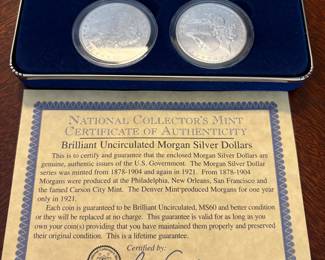 NATIONAL COLLECTOR'S MINT
CERTIFICATE OF AUTHENTICITY
Brilliant Uncirculated Morgan Silver Dollars
This is to certify and guarantee that the enclosed Morgan Silver Dollars are
genuine, authentic issues of the U.S. Government. The Morgan Silver Dollar
series was minted from 1878-1904 and again in 1921. From 1878-1904
Morgans were produced at the Philadelphia, New Orleans, San Francisco and
the famed Carson City Mint. The Denver Mint produced Morgans for one year
only in 1921.
Each coin is guaranteed to be Brilliant Uncirculated, MS60 and better condition
or they will be replaced at no charge. This guarantee is valid for as long as you
own your coin(s) providing that you have maintained them properly and preserved
their original condition. This is a lifetime guarantee.
Certified by: